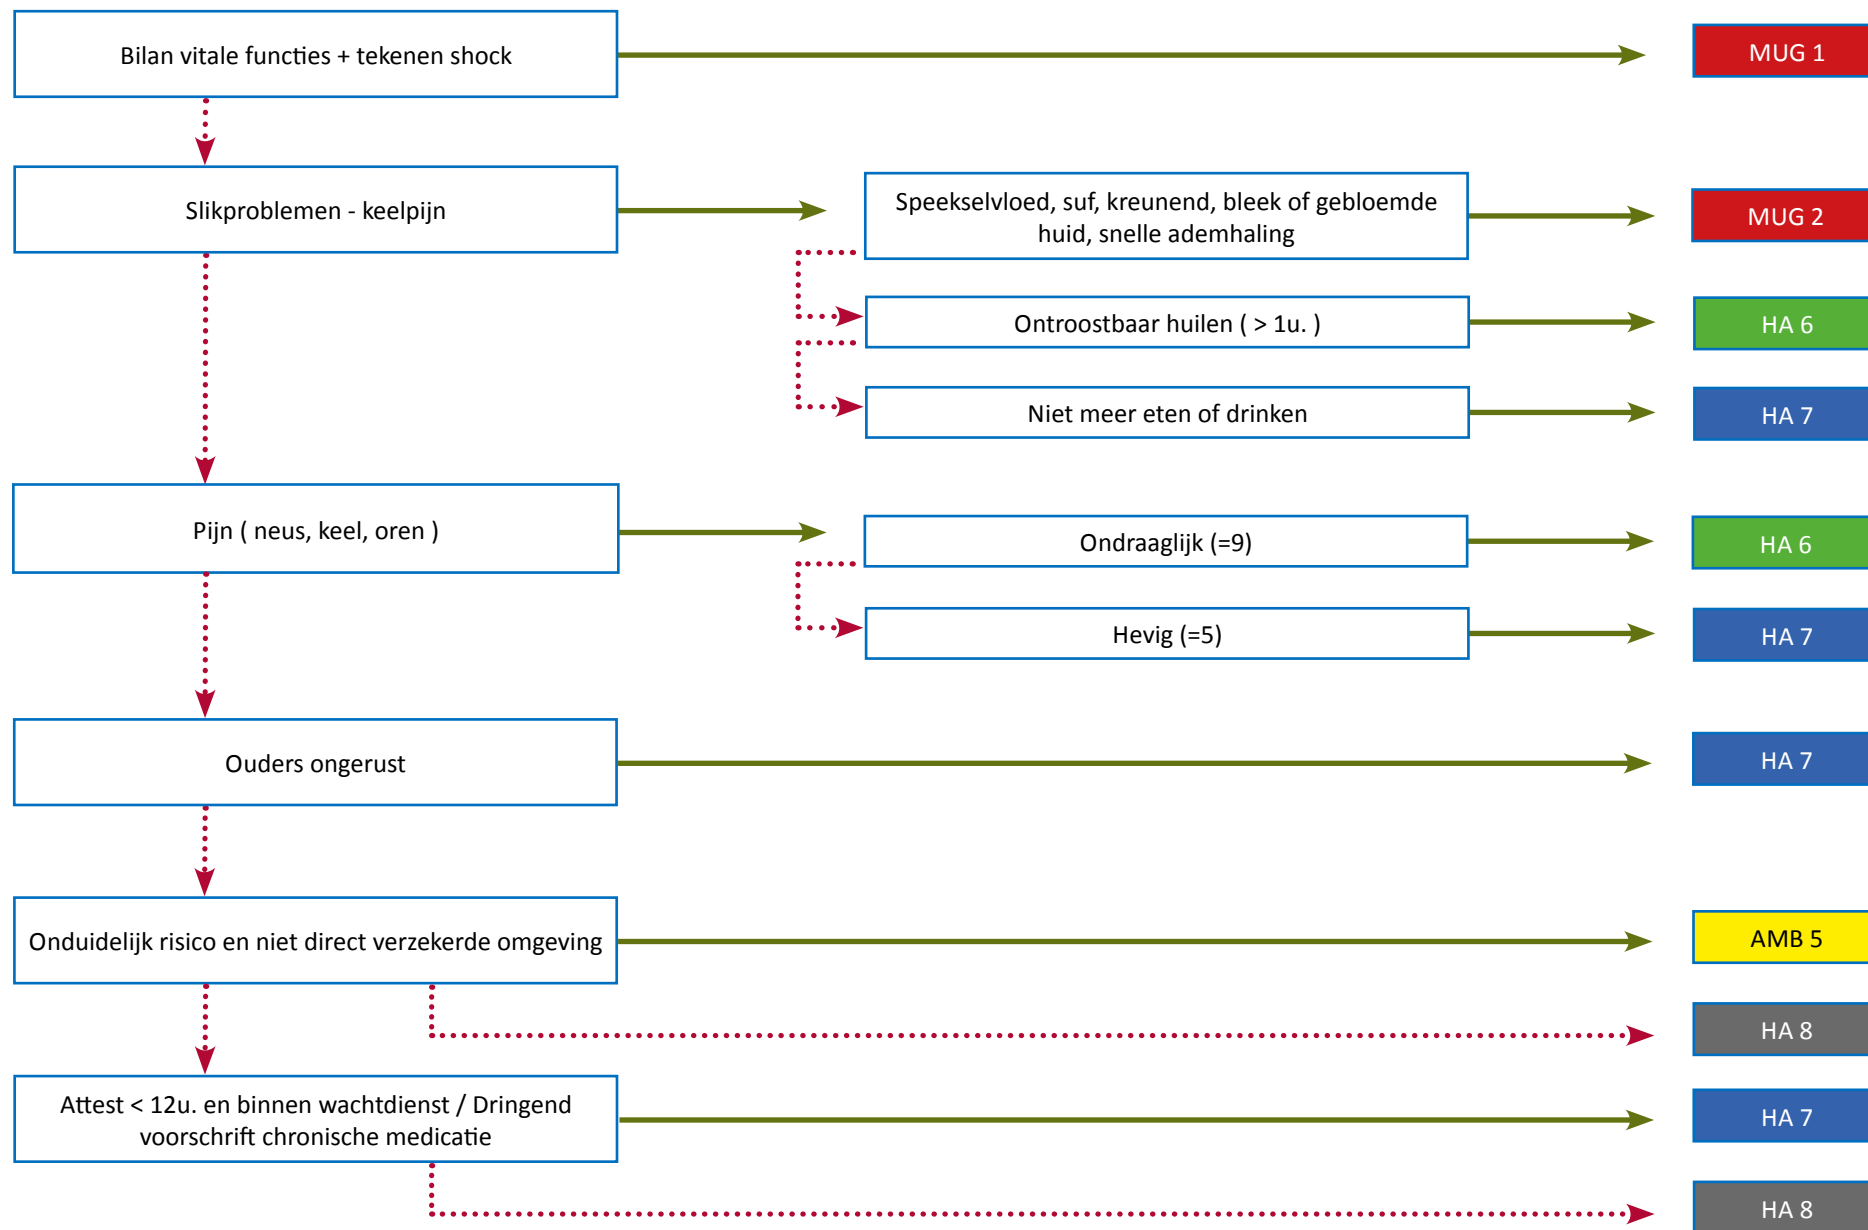 Bilan vitale functies + tekenen shock
MUG 1
Slikproblemen - keelpijn
Speekselvloed, suf, kreunend, bleek of gebloemde
huid, snelle ademhaling
MUG 2
Ontroostbaar huilen ( > 1u. )
HA 6
Niet meer eten of drinken
HA 7
Pijn ( neus, keel, oren )
Ondraaglijk (=9)
HA 6
Hevig (=5)
HA 7
Ouders ongerust
HA 7
Onduidelijk risico en niet direct verzekerde omgeving
AMB 5
HA 8
Attest < 12u. en binnen wachtdienst / Dringend
voorschrift chronische medicatie
HA 7
HA 8